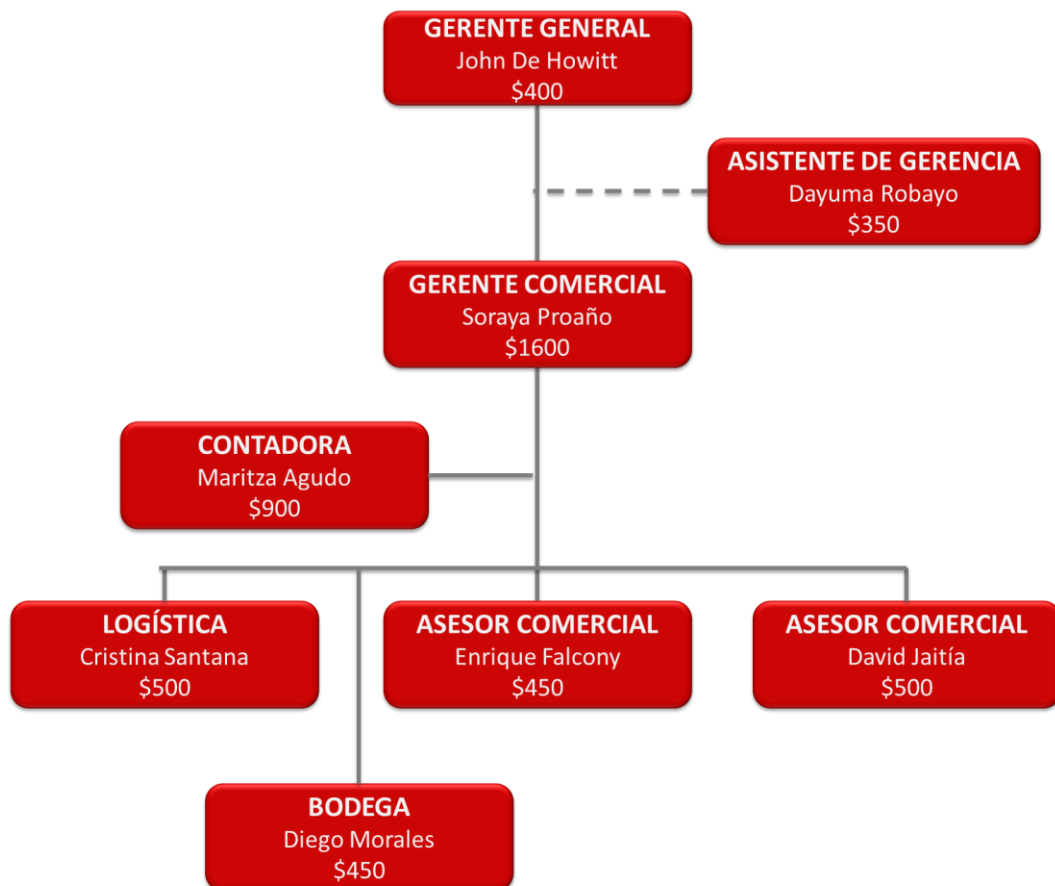 GERENTE GENERAL
John De Howitt
$400
ASISTENTE DE GERENCIA
Dayuma Robayo
$350
GERENTE COMERCIAL
Soraya Proaño
$1600
CONTADORA
Maritza Agudo
$900
LOGÍSTICA
Cristina Santana
$500
ASESOR COMERCIAL
Enrique Falcony
$450
ASESOR COMERCIAL
David Jaitía
$500
BODEGA
Diego Morales
$450